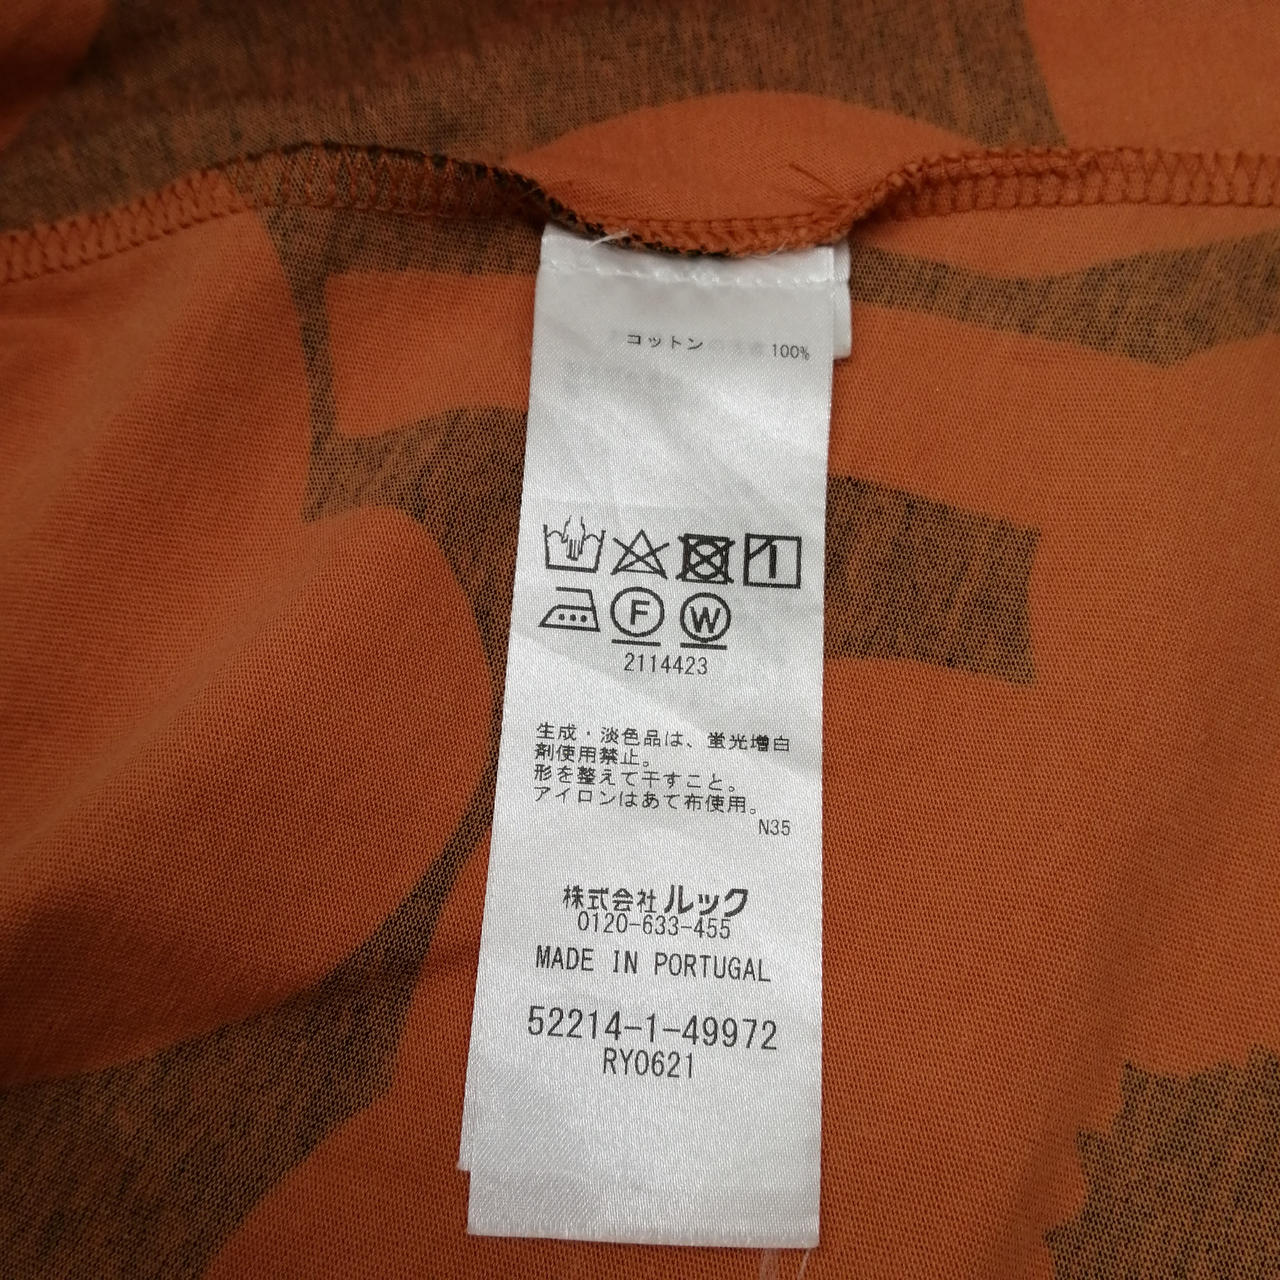 コットン 100%
F W
2114423
生成・淡色品は、蛍光増白
剤使用禁止。
形を整えて干すこと。
アイロンはあて布使用。
N35
株式会社ルック
0120-633-455
MADE IN PORTUGAL
52214-1-49972
RY0621